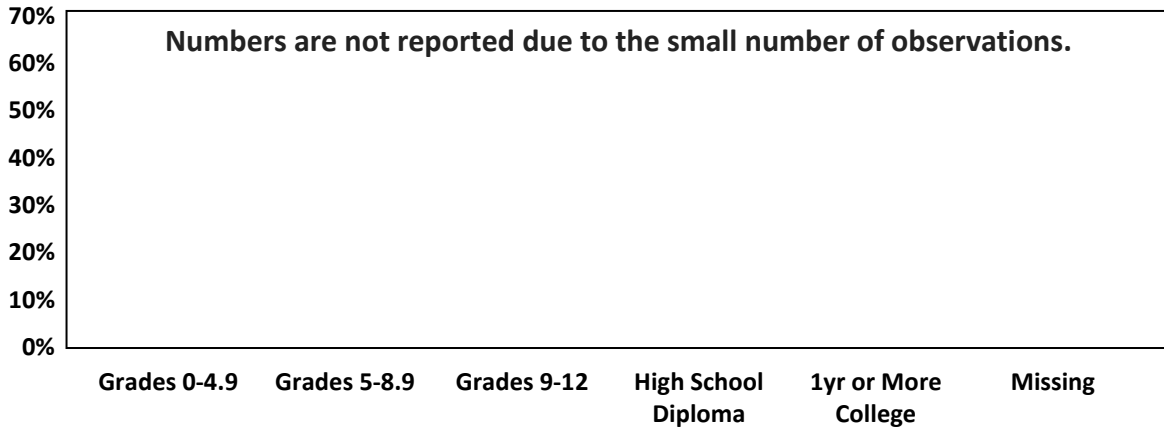 70%
Numbers are not reported due to the small number of observations.
60%
50%
40%
30%
20%
10%
0%
Grades 0-4.9
Grades 5-8.9
Grades 9-12
High School
Diploma
1yr or More
College
Missing